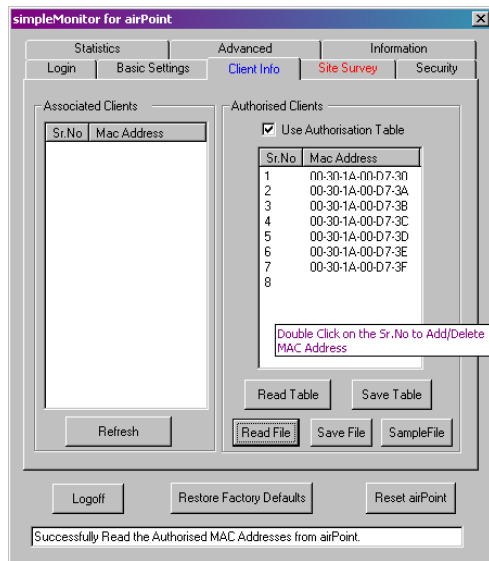 simpleMonitor for airPoint
Statistics Advanced Information
Login Basic Settings Client Info Site Survey Security
Associated Clients
Sr.No Mac Address
Refresh
Authorised Clients
Use Authorisation Table
Sr.No Mac Address
1 00-30-1A-00-D7-30
2 00-30-1A-00-D7-3A
3 00-30-1A-00-D7-3B
4 00-30-1A-00-D7-3C
5 00-30-1A-00-D7-3D
6 00-30-1A-00-D7-3E
7 00-30-1A-00-D7-3F
8
Double Click on the Sr.No to Add/Delete
MAC Address
Read Table Save Table
Read File Save File SampleFile
Logoff Restore Factory Defaults Reset airPoint
Successfully Read the Authorised MAC Addresses from airPoint.